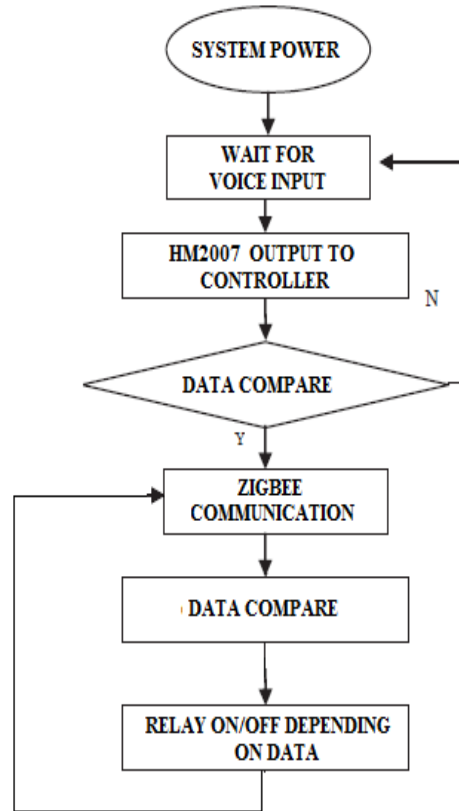 SYSTEM POWER
WAIT FOR
VOICE INPUT
HM2007 OUTPUT TO
CONTROLLER
N
DATA COMPARE
Y
ZIGBEE
COMMUNICATION
DATA COMPARE
RELAY ON/OFF DEPENDING
ON DATA